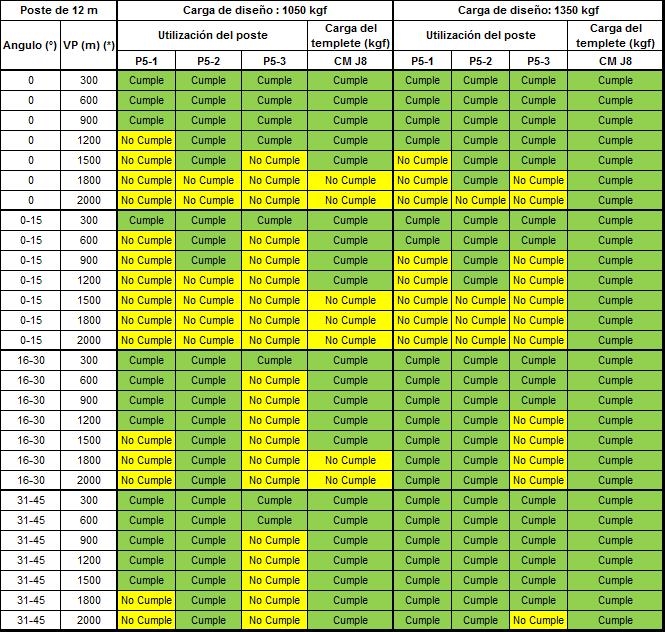 Poste de 12 m Carga de diseño : 1050 kgf Carga de diseño: 1350 kgf
Angulo (°) VP (m) (*) Utilización del poste Carga del templete (kgf) Utilización del poste Carga del templete (kgf)
P5-1 P5-2 P5-3 CM J8 P5-1 P5-2 P5-3 CM J8
0 300 Cumple Cumple Cumple Cumple Cumple Cumple Cumple Cumple
0 600 Cumple Cumple Cumple Cumple Cumple Cumple Cumple Cumple
0 900 Cumple Cumple Cumple Cumple Cumple Cumple Cumple Cumple
0 1200 No Cumple Cumple Cumple Cumple Cumple Cumple Cumple Cumple
0 1500 No Cumple Cumple No Cumple Cumple No Cumple Cumple Cumple Cumple
0 1800 No Cumple No Cumple No Cumple No Cumple No Cumple Cumple No Cumple Cumple
0 2000 No Cumple No Cumple No Cumple No Cumple No Cumple No Cumple No Cumple Cumple
0-15 300 Cumple Cumple Cumple Cumple Cumple Cumple Cumple Cumple
0-15 600 No Cumple Cumple No Cumple Cumple Cumple Cumple Cumple Cumple
0-15 900 No Cumple Cumple No Cumple Cumple No Cumple Cumple No Cumple Cumple
0-15 1200 No Cumple No Cumple No Cumple Cumple No Cumple Cumple No Cumple Cumple
0-15 1500 No Cumple No Cumple No Cumple No Cumple No Cumple No Cumple No Cumple Cumple
0-15 1800 No Cumple No Cumple No Cumple No Cumple No Cumple No Cumple No Cumple Cumple
0-15 2000 No Cumple No Cumple No Cumple No Cumple No Cumple No Cumple No Cumple Cumple
16-30 300 Cumple Cumple Cumple Cumple Cumple Cumple Cumple Cumple
16-30 600 Cumple Cumple No Cumple Cumple Cumple Cumple Cumple Cumple
16-30 900 Cumple Cumple No Cumple Cumple Cumple Cumple Cumple Cumple
16-30 1200 Cumple Cumple No Cumple Cumple Cumple Cumple No Cumple Cumple
16-30 1500 No Cumple Cumple No Cumple Cumple Cumple Cumple No Cumple Cumple
16-30 1800 No Cumple Cumple No Cumple No Cumple Cumple Cumple No Cumple Cumple
16-30 2000 No Cumple Cumple No Cumple No Cumple Cumple Cumple No Cumple Cumple
31-45 300 Cumple Cumple Cumple Cumple Cumple Cumple Cumple Cumple
31-45 600 Cumple Cumple Cumple Cumple Cumple Cumple Cumple Cumple
31-45 900 Cumple Cumple No Cumple Cumple Cumple Cumple Cumple Cumple
31-45 1200 Cumple Cumple No Cumple Cumple Cumple Cumple Cumple Cumple
31-45 1500 Cumple Cumple No Cumple Cumple Cumple Cumple Cumple Cumple
31-45 1800 No Cumple Cumple No Cumple Cumple Cumple Cumple Cumple Cumple
31-45 2000 No Cumple Cumple No Cumple Cumple Cumple Cumple No Cumple Cumple